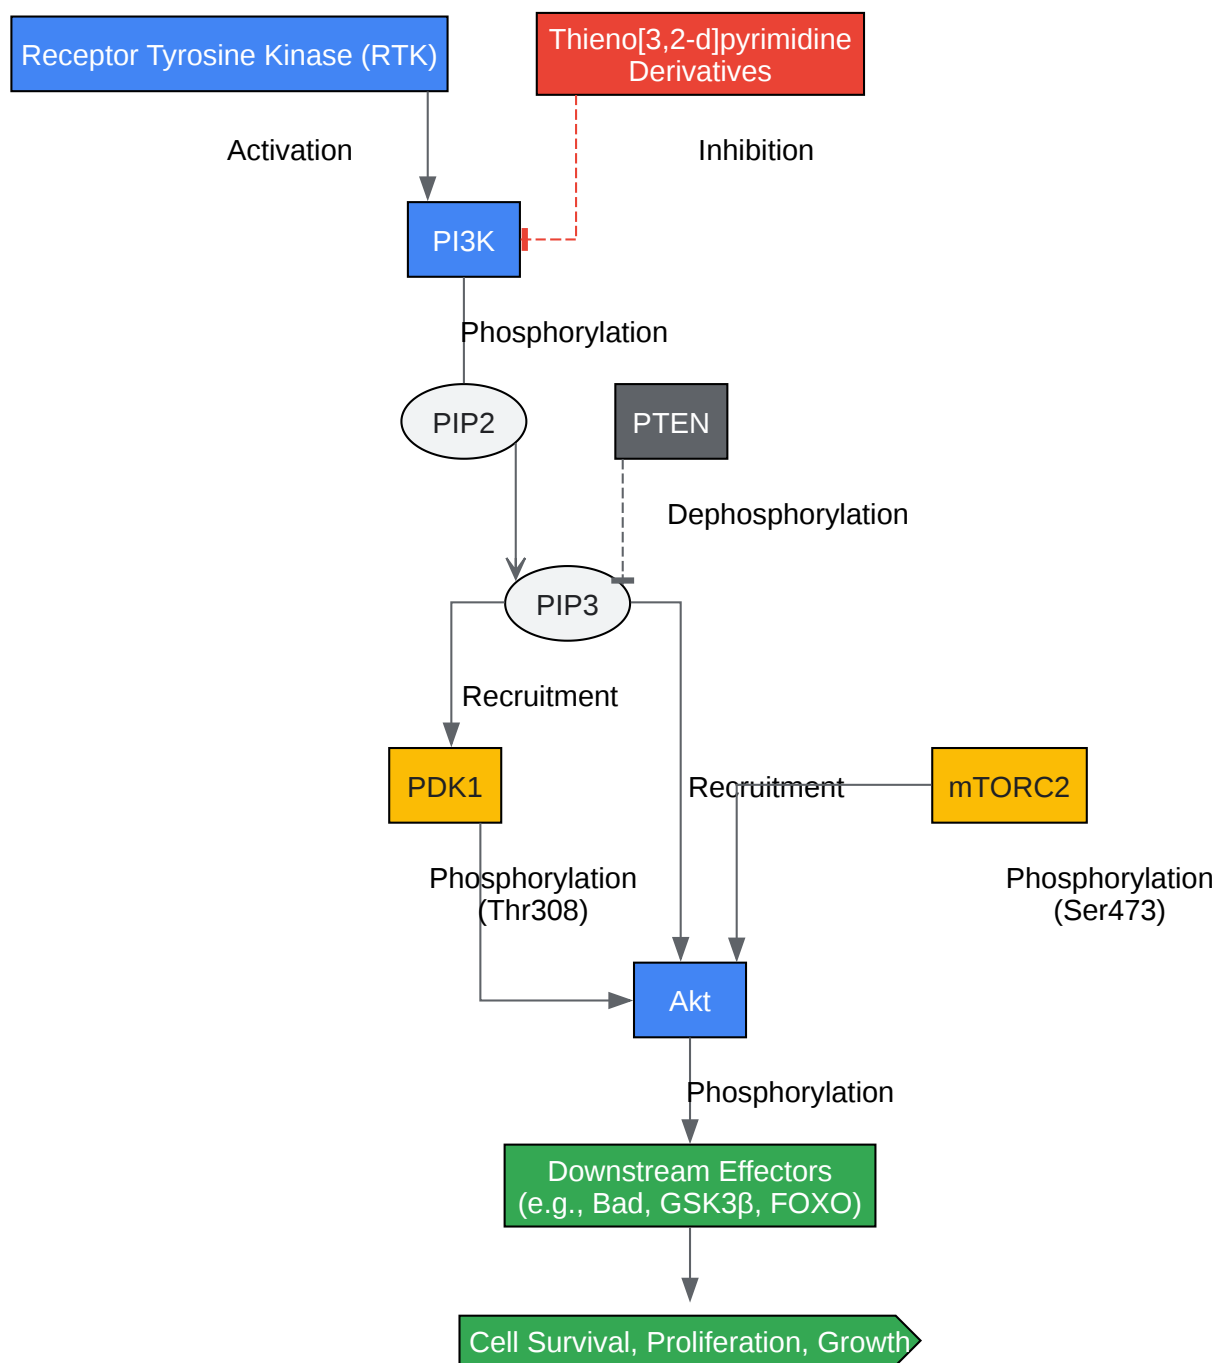 Receptor Tyrosine Kinase (RTK)
Thieno[3,2-d]pyrimidine
Derivatives
Activation
Inhibition
PI3K
Phosphorylation
PIP2
PTEN
Dephosphorylation
PIP3
Recruitment
PDK1
Recruitment
mTORC2
Phosphorylation
(Thr308)
Phosphorylation
(Ser473)
Akt
Phosphorylation
Downstream Effectors
(e.g., Bad, GSK3β, FOXO)
Cell Survival, Proliferation, Growth